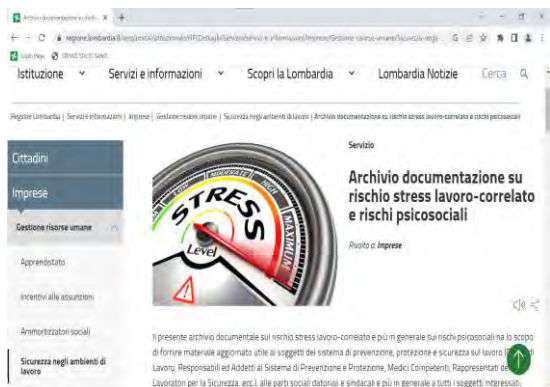 Archivio documentazione su rischi
regione.lombardia.it
Istituzione Servizi e informazioni Scopri la Lombardia Lombardia Notizie Cerca
Regione Lombardia | Servizi e informazioni | Imprese | Gestione risorse umane | Sicurezza negli ambienti di lavoro | Archivio documentazione su rischio stress lavoro-correlato e rischi psicosociali
Cittadini
Imprese
Gestione risorse umane
Apprendistato
Incentivi alle assunzioni
Ammortizzatori sociali
Sicurezza negli ambienti di
lavoro
LOW
MODERATE
HIGH
MAXIMUM
STRESS
Level
Servizio
Archivio documentazione su
rischio stress lavoro-correlato
e rischi psicosociali
Rivolto a: Imprese
Il presente archivio documentale sul rischio stress lavoro-correlato e più in generale sui rischi psicosociali ha lo scopo
di fornire materiale aggiornato utile ai soggetti del sistema di prevenzione, protezione e sicurezza sul lavoro
Lavoro, Responsabili ed Addetti al Sistema di Prevenzione e Protezione, Medici Competenti, Rappresentanti
Lavoratori per la Sicurezza, ecc.), alle parti sociali datoriali e sindacali e più in generale a tutti i soggetti interessati.